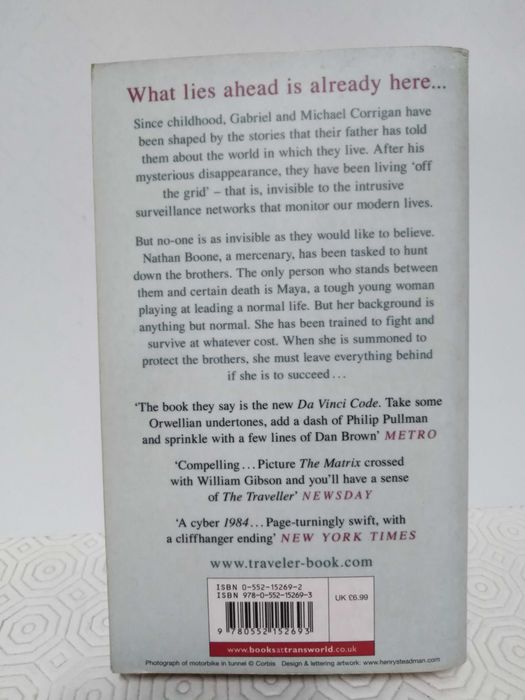 What lies ahead is already here...
Since childhood, Gabriel and Michael Corrigan have
been shaped by the stories that their father has told
them about the world in which they live. After his
mysterious disappearance, they have been living ‘off
the grid’ – that is, invisible to the intrusive
surveillance networks that monitor our modern lives.
But no-one is as invisible as they would like to believe.
Nathan Boone, a mercenary, has been tasked to hunt
down the brothers. The only person who stands between
them and certain death is Maya, a tough young woman
playing at leading a normal life. But her background is
anything but normal. She has been trained to fight and
survive at whatever cost. When she is summoned to
protect the brothers, she must leave everything behind
if she is to succeed...
‘The book they say is the new Da Vinci Code. Take some
Orwellian undertones, add a dash of Philip Pullman
and sprinkle with a few lines of Dan Brown’ METRO
‘Compelling...Picture The Matrix crossed
with William Gibson and you’ll have a sense
of The Traveller’ NEWSDAY
‘A cyber 1984...Page-turningly swift, with
a cliffhanger ending’ NEW YORK TIMES
www.traveler-book.com
ISBN 0-552-15269-2
ISBN 978-0-552-15269-3
UK £6.99
9 780552 152693
www.booksattransworld.co.uk
Photograph of motorbike in tunnel © Corbis Design & lettering artwork: www.henrysteadman.com